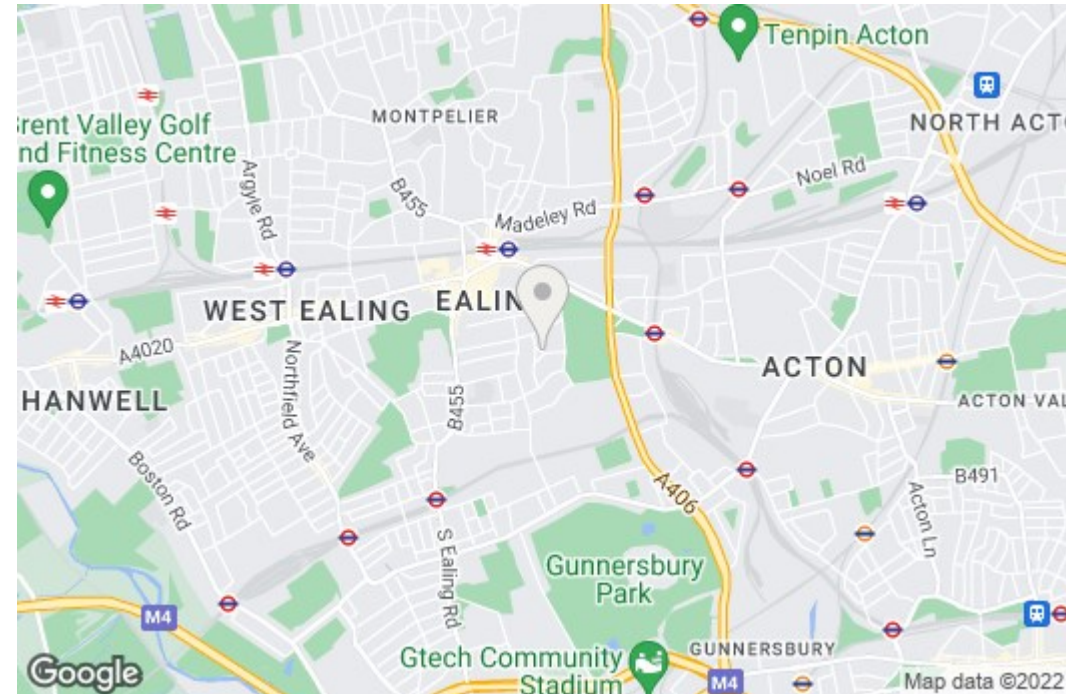 Tenpin Acton
MONTPELIER
Brent Valley Golf
nd Fitness Centre
NORTH ACTO
Argyle Rd
Noel Rd
B455
Madeley Rd
WEST EALING
EALIN
A4020
ACTON
HANWELL
Northfield Ave
B455
ACTON VAL
Boston Rd
B491
A406
Acton Ln
S Ealing Rd
Gunnersbury
Park
M4
GUNNERSBURY
Gtech Community
Stadium
M4
Google
Map data ©2022